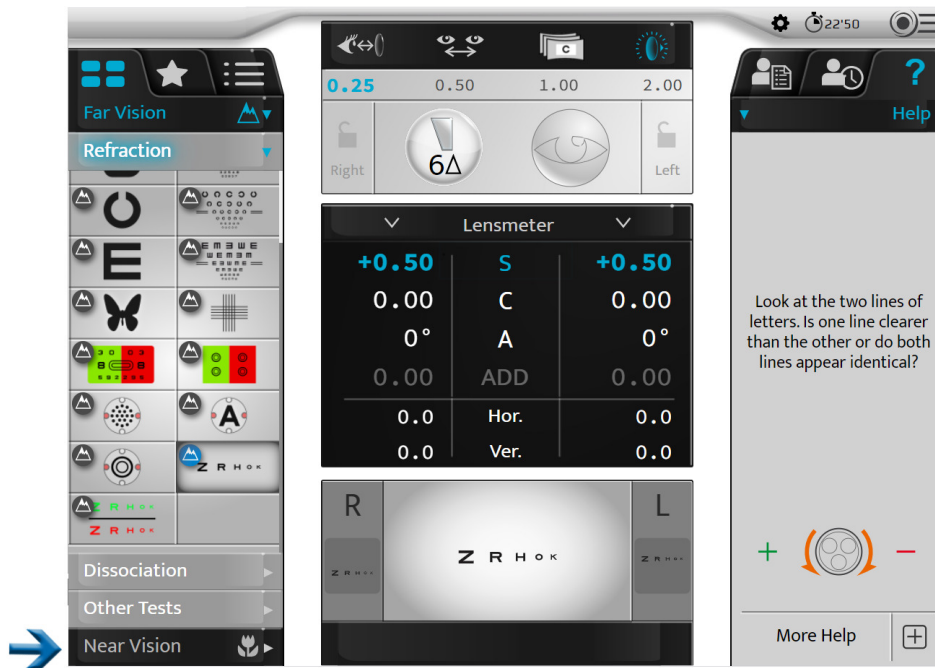 22'50
Far Vision
Refraction
Z R H O K
Z R H O K
Z R H O K
Dissociation
Other Tests
Near Vision
C
0.25 0.50 1.00 2.00
Right 6Δ Left
Lensmeter
+0.50 S +0.50
0.00 C 0.00
0° A 0°
0.00 ADD 0.00
0.0 Hor. 0.0
0.0 Ver. 0.0
R L
Z R H O K Z R H O K Z R H O K
?
Help
Look at the two lines of
letters. Is one line clearer
than the other or do both
lines appear identical?
+ −
More Help